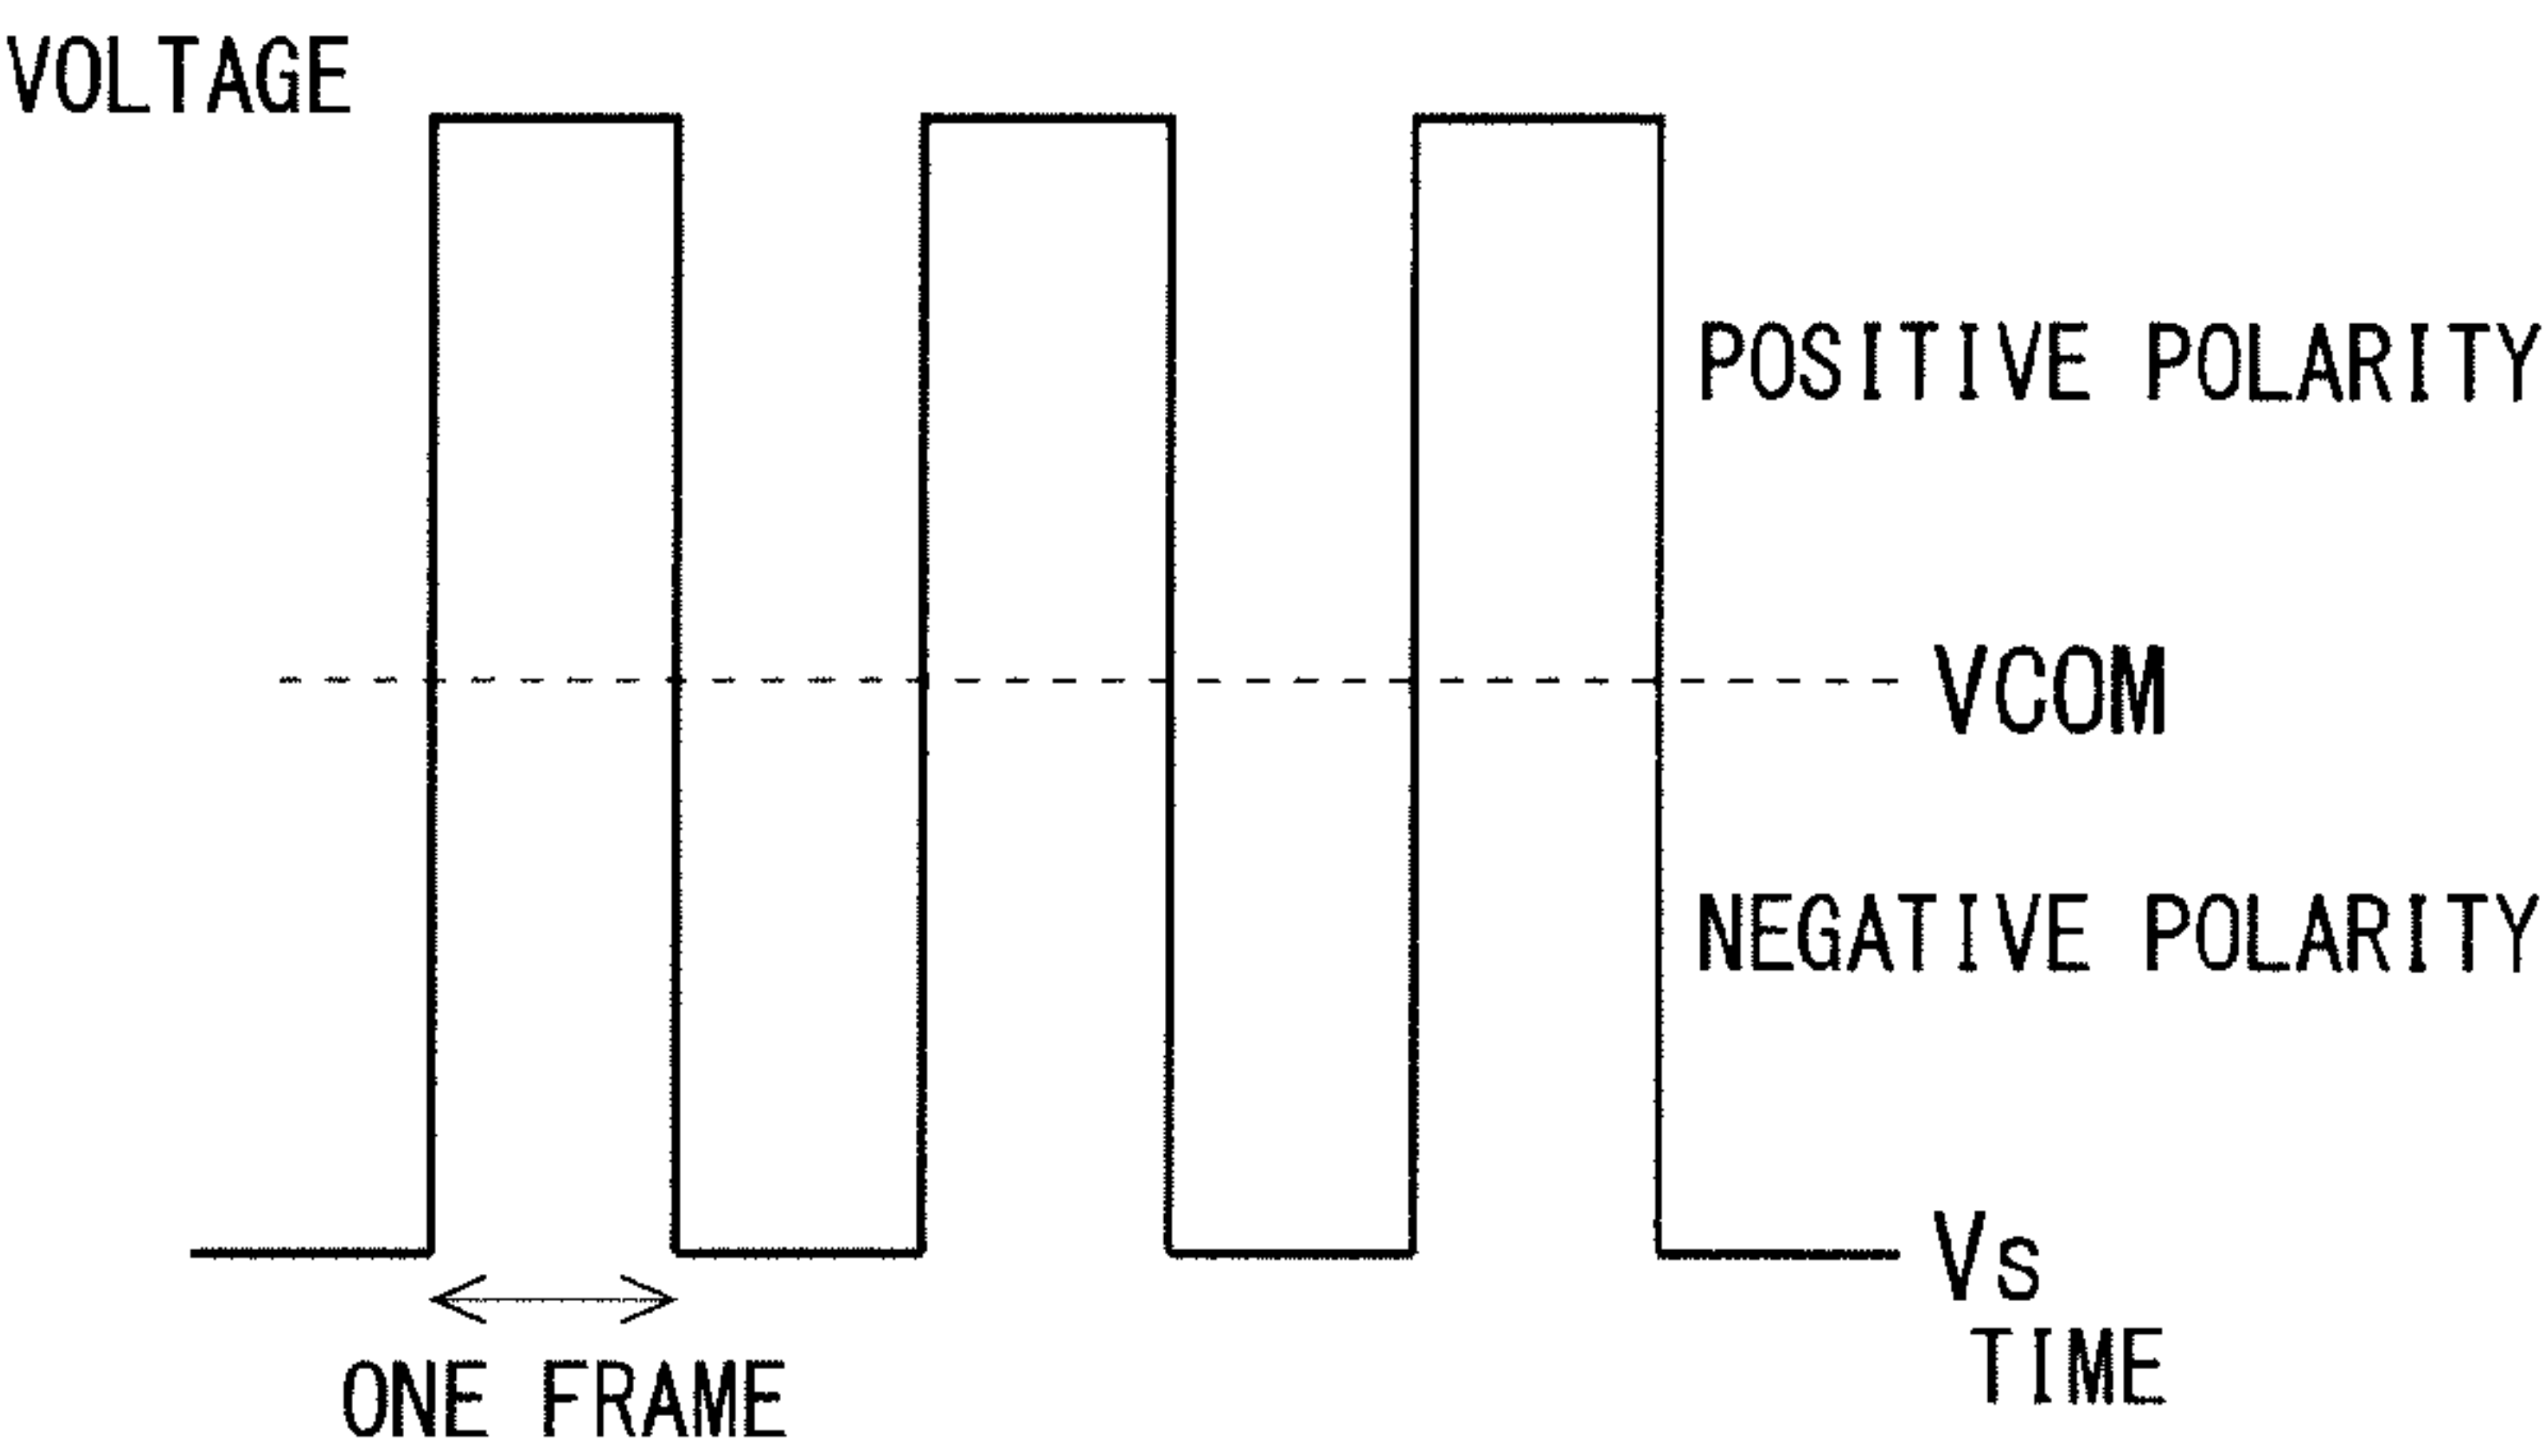 VOLTAGE
POSITIVE POLARITY
VCOM
NEGATIVE POLARITY
Vs
TIME
ONE FRAME